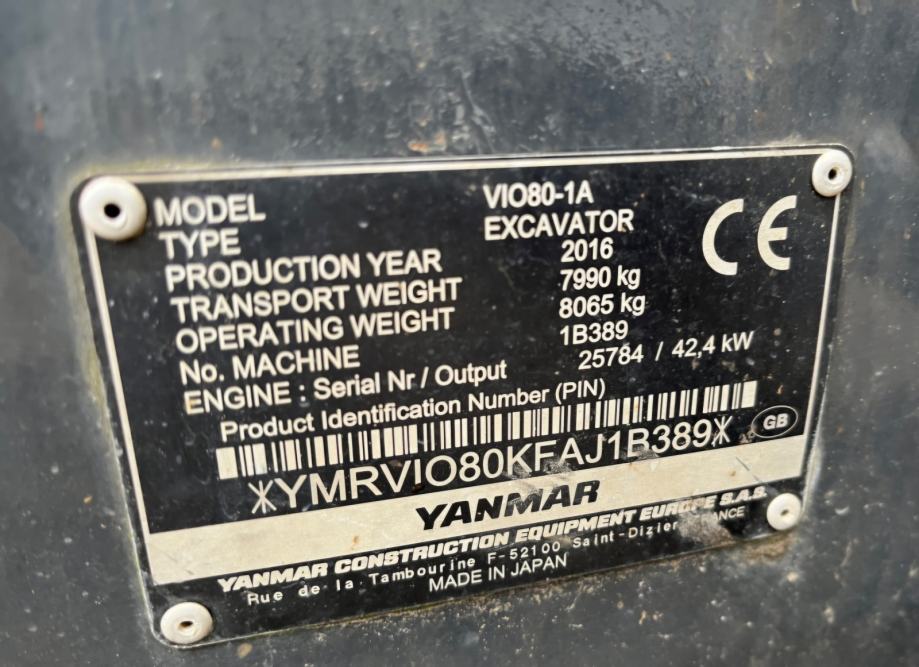 MODEL VIO80-1A
TYPE EXCAVATOR
PRODUCTION YEAR 2016
TRANSPORT WEIGHT 7990 kg
OPERATING WEIGHT 8065 kg
No. MACHINE 1B389
ENGINE : Serial Nr / Output 25784 / 42,4 kW
Product Identification Number (PIN)
CE
GB
*YMRVIO80KFAJ1B389*
YANMAR
YANMAR CONSTRUCTION EQUIPMENT EUROPE S.A.S.
Rue de la Tambourine F-52100 Saint-Dizier FRANCE
MADE IN JAPAN